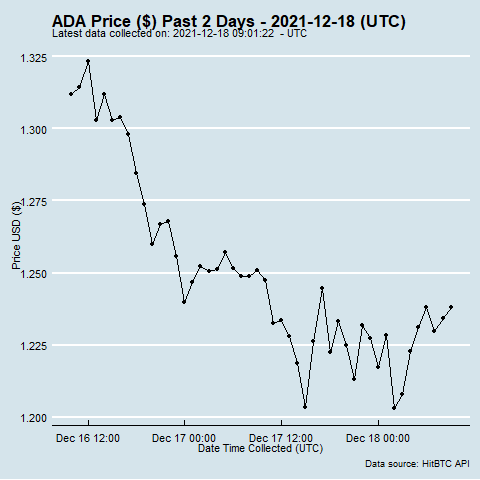 ADA Price ($) Past 2 Days - 2021-12-18 (UTC)
Latest data collected on: 2021-12-18 09:01:22  - UTC
1.325
1.300
1.275
1.250
1.225
1.200
Price USD ($)
Dec 16 12:00
Dec 17 00:00
Dec 17 12:00
Dec 18 00:00
Date Time Collected (UTC)
Data source: HitBTC API